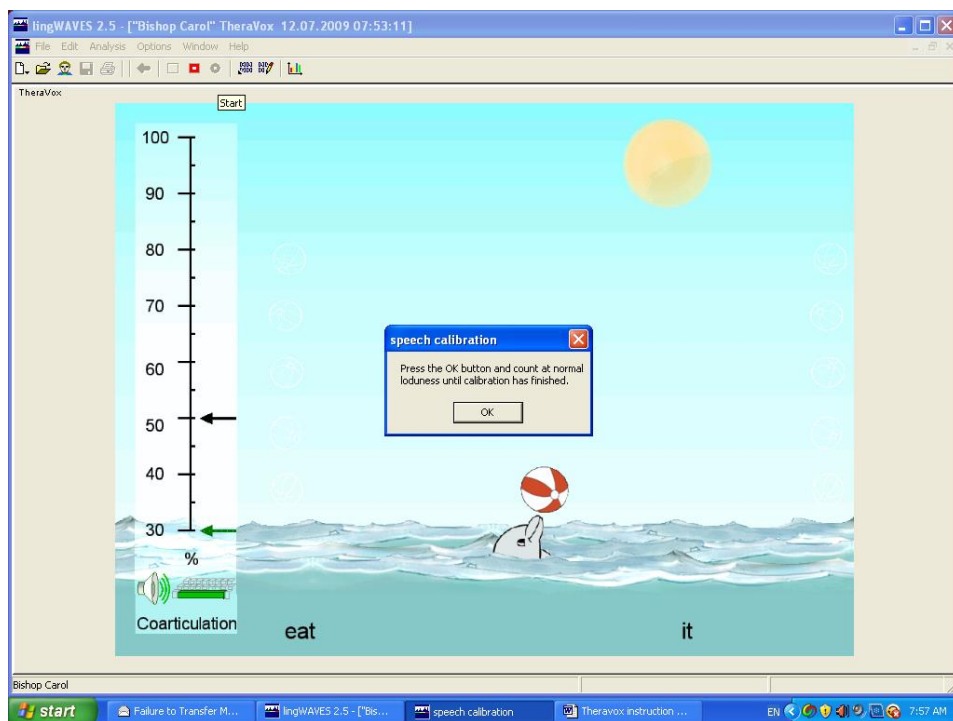 lingWAVES 2.5 - ["Bishop Carol" TheraVox 12.07.2009 07:53:11]
File Edit Analysis Options Window Help
TheraVox
Start
100
90
80
70
60
50
40
30
%
Coarticulation
eat
it
speech calibration
Press the OK button and count at normal
loduness until calibration has finished.
OK
Bishop Carol
start
Failure to Transfer M...
lingWAVES 2.5 - ["Bis...
speech calibration
Theravox instruction ...
EN
7:57 AM